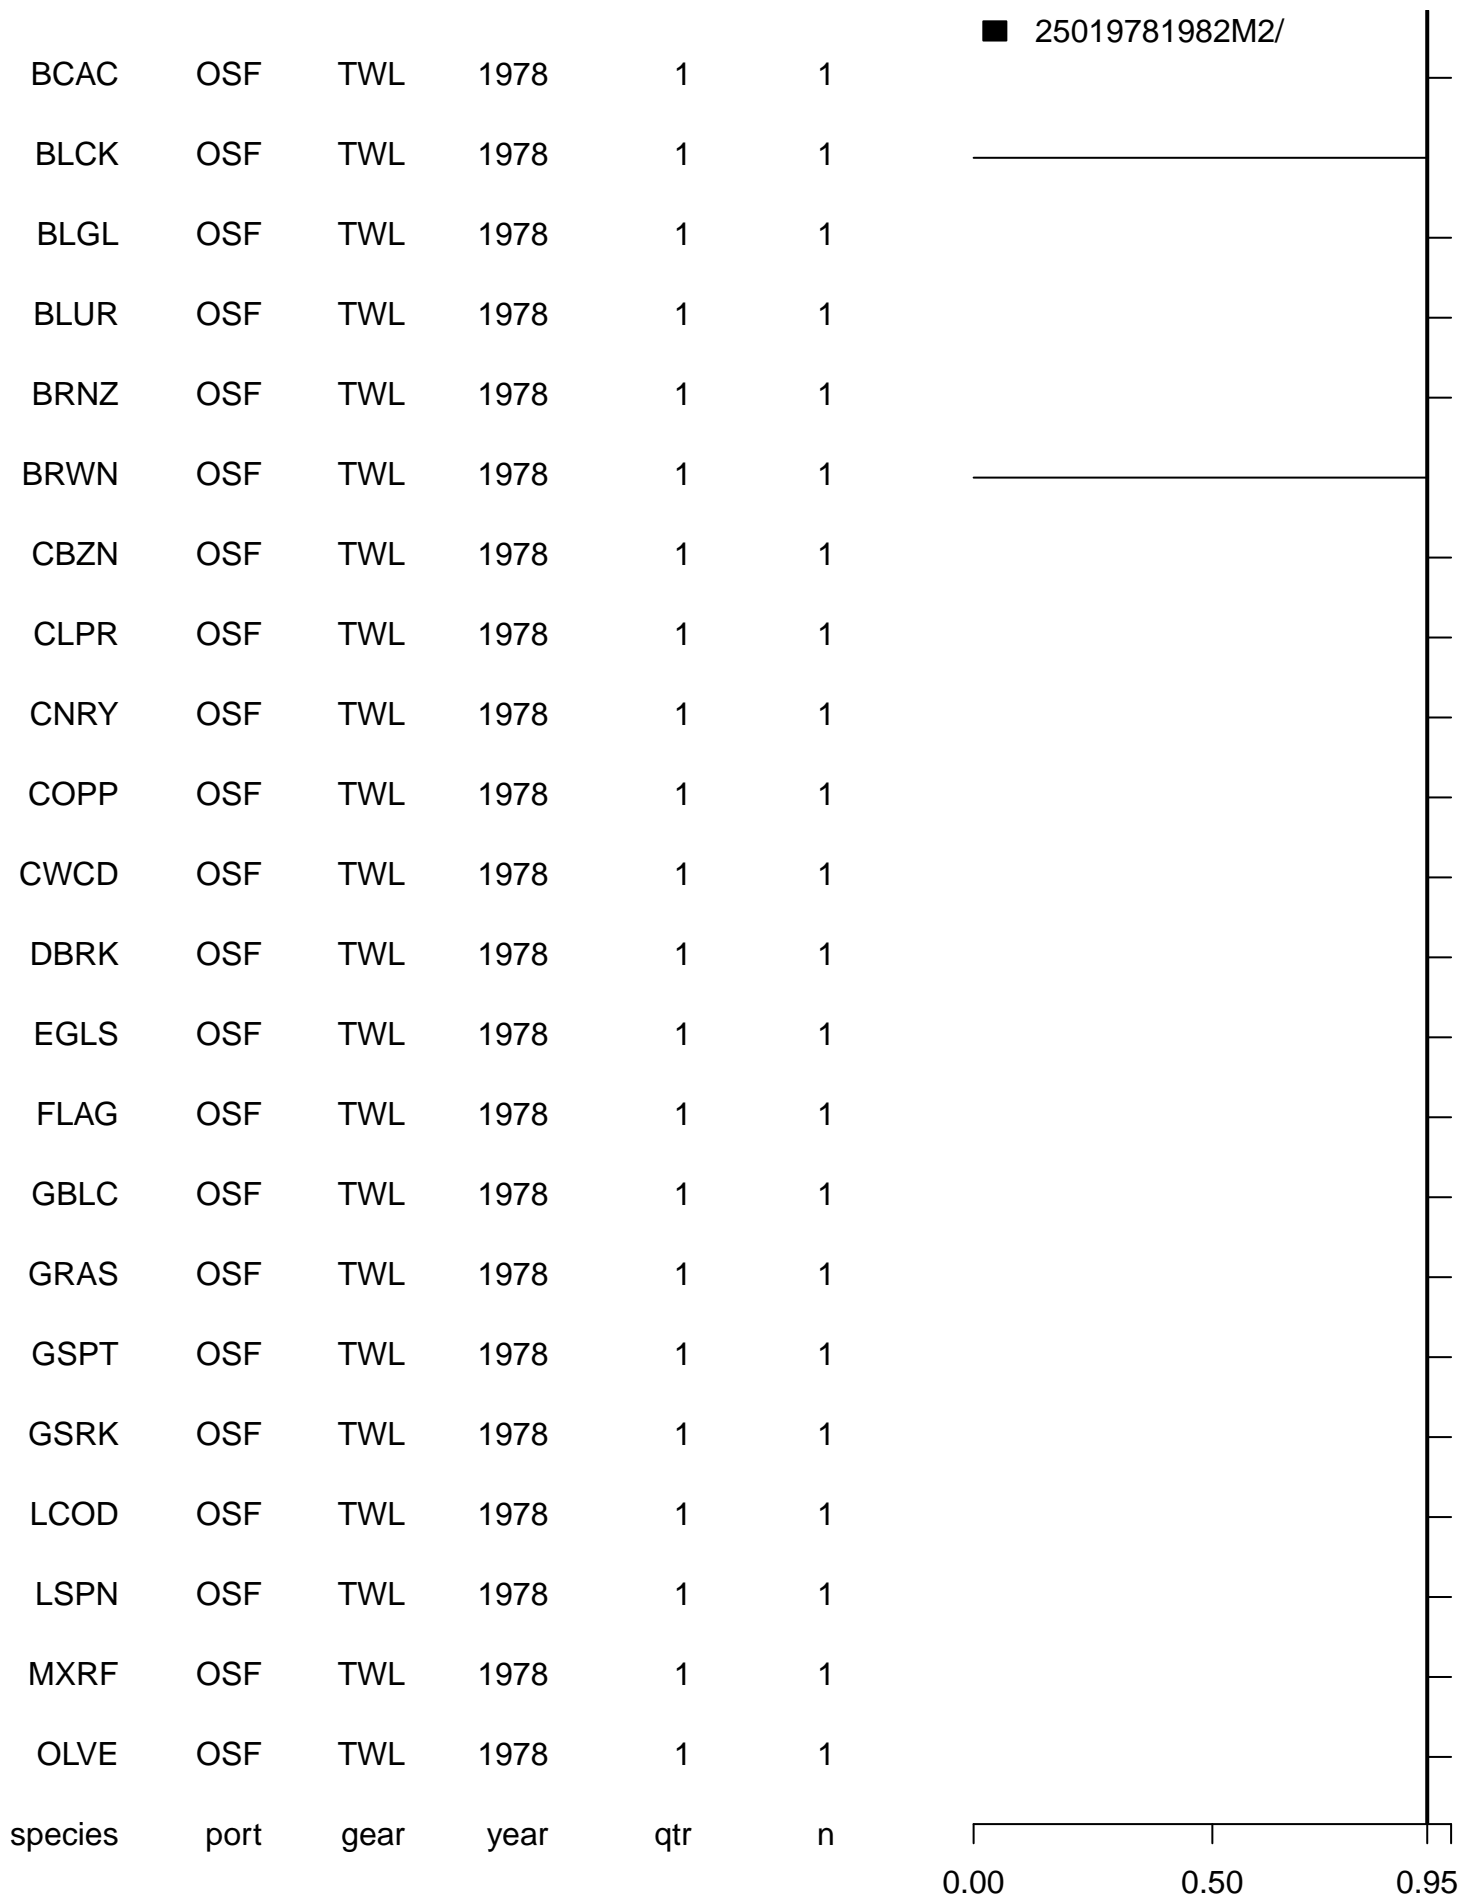 25019781982M2/
BCAC OSF TWL 1978 1 1
BLCK OSF TWL 1978 1 1
BLGL OSF TWL 1978 1 1
BLUR OSF TWL 1978 1 1
BRNZ OSF TWL 1978 1 1
BRWN OSF TWL 1978 1 1
CBZN OSF TWL 1978 1 1
CLPR OSF TWL 1978 1 1
CNRY OSF TWL 1978 1 1
COPP OSF TWL 1978 1 1
CWCD OSF TWL 1978 1 1
DBRK OSF TWL 1978 1 1
EGLS OSF TWL 1978 1 1
FLAG OSF TWL 1978 1 1
GBLC OSF TWL 1978 1 1
GRAS OSF TWL 1978 1 1
GSPT OSF TWL 1978 1 1
GSRK OSF TWL 1978 1 1
LCOD OSF TWL 1978 1 1
LSPN OSF TWL 1978 1 1
MXRF OSF TWL 1978 1 1
OLVE OSF TWL 1978 1 1
species port gear year qtr n
0.00 0.50 0.95